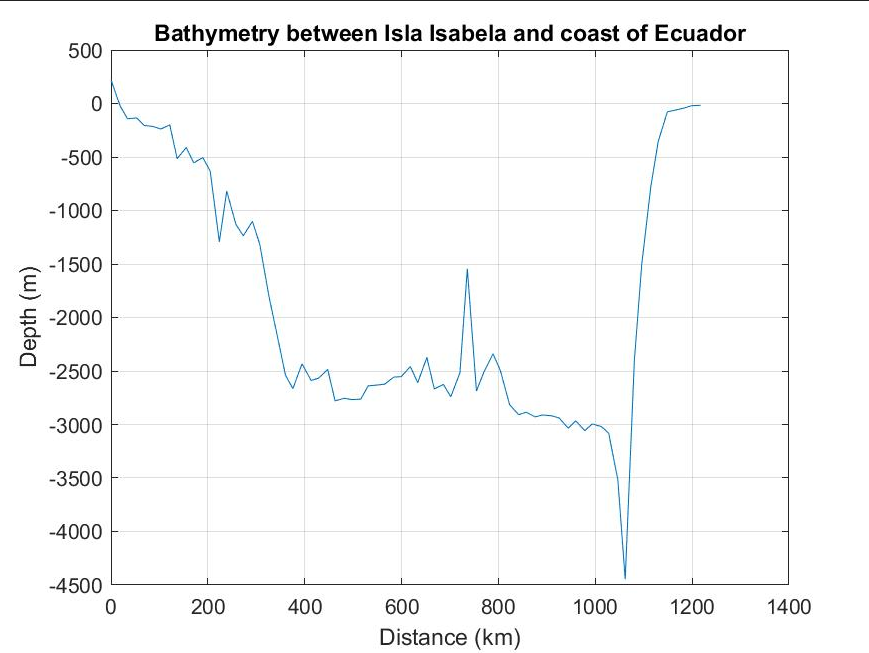 Bathymetry between Isla Isabela and coast of Ecuador
500
0
-500
-1000
-1500
-2000
-2500
-3000
-3500
-4000
-4500
Depth (m)
0 200 400 600 800 1000 1200 1400
Distance (km)